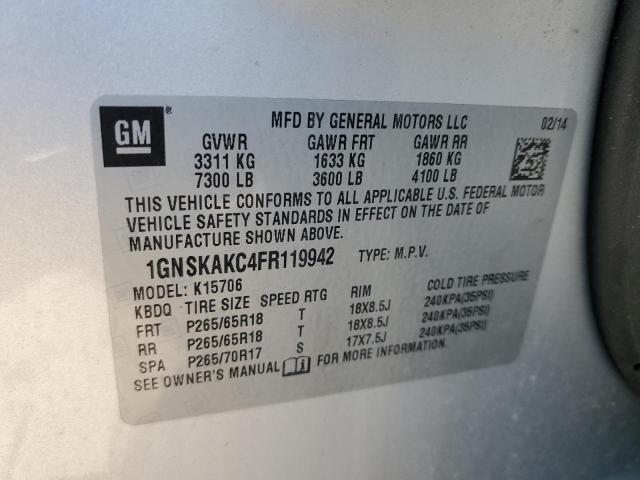 GM ®
MFD BY GENERAL MOTORS LLC 02/14
GVWR GAWR FRT GAWR RR
3311 KG 1633 KG 1860 KG
7300 LB 3600 LB 4100 LB
THIS VEHICLE CONFORMS TO ALL APPLICABLE U.S. FEDERAL MOTOR
VEHICLE SAFETY STANDARDS IN EFFECT ON THE DATE OF
MANUFACTURE SHOWN ABOVE.
1GNSKAKC4FR119942 TYPE: M.P.V.
MODEL: K15706
KBDQ TIRE SIZE SPEED RTG RIM COLD TIRE PRESSURE
FRT P265/65R18 T 18X8.5J 240KPA(35PSI)
RR P265/65R18 T 18X8.5J 240KPA(35PSI)
SPA P265/70R17 S 17X7.5J 240KPA(35PSI)
SEE OWNER'S MANUAL FOR MORE INFORMATION.